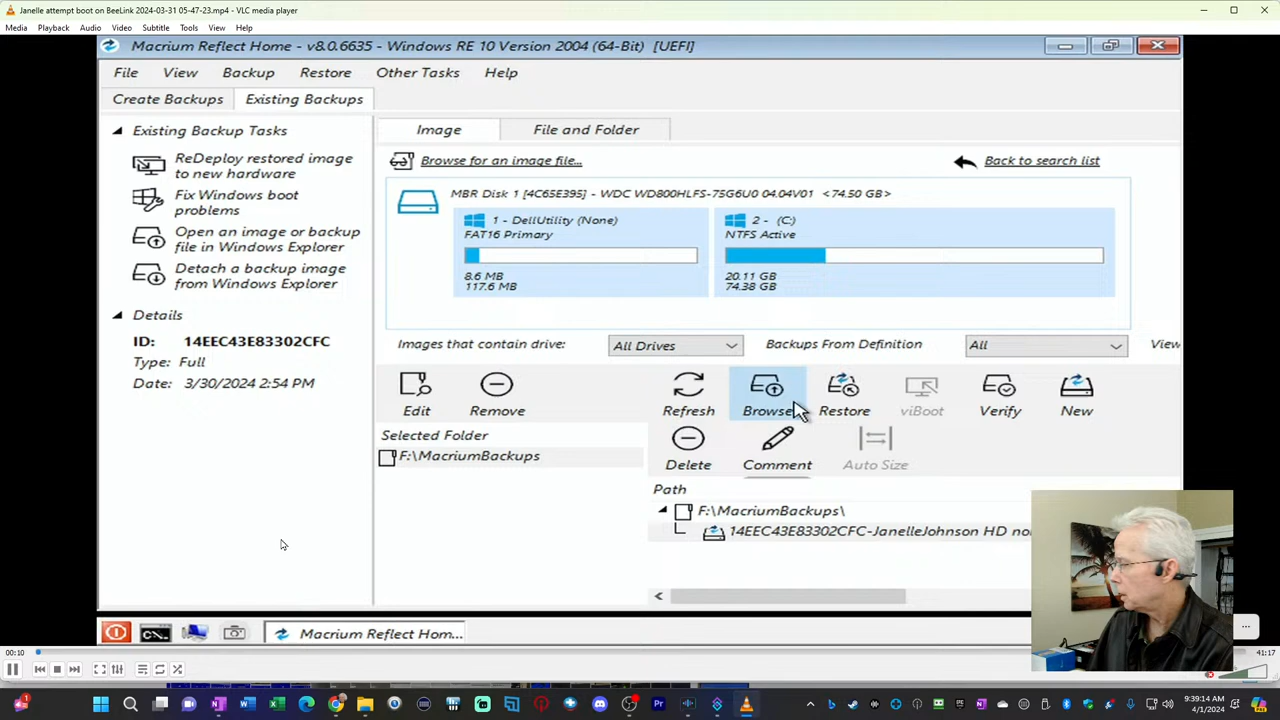 Janelle attempt boot on BeeLink 2024-03-31 05-47-23.mp4 - VLC media player
Media Playback Audio Video Subtitle Tools View Help
Macrium Reflect Home - v8.0.6635 - Windows RE 10 Version 2004 (64-Bit) [UEFI]
File View Backup Restore Other Tasks Help
Create Backups Existing Backups
Existing Backup Tasks
ReDeploy restored image
to new hardware
Fix Windows boot
problems
Open an image or backup
file in Windows Explorer
Detach a backup image
from Windows Explorer
Details
ID: 14EEC43E83302CFC
Type: Full
Date: 3/30/2024 2:54 PM
Image File and Folder
Browse for an image file...
Back to search list
MBR Disk 1 [4C65E395] - WDC WD800HLFS-75G6U0 04.04V01 <74.50 GB>
1 - DellUtility (None)
FAT16 Primary
8.6 MB
117.6 MB
2 - (C:)
NTFS Active
20.11 GB
74.38 GB
Images that contain drive: All Drives Backups From Definition All View
Edit Remove Refresh Browse Restore viBoot Verify New
Delete Comment Auto Size
Selected Folder
F:\MacriumBackups
Path
F:\MacriumBackups\
14EEC43E83302CFC-JanelleJohnson HD
Macrium Reflect Hom...
00:10 41:17
9:39:14 AM
4/1/2024